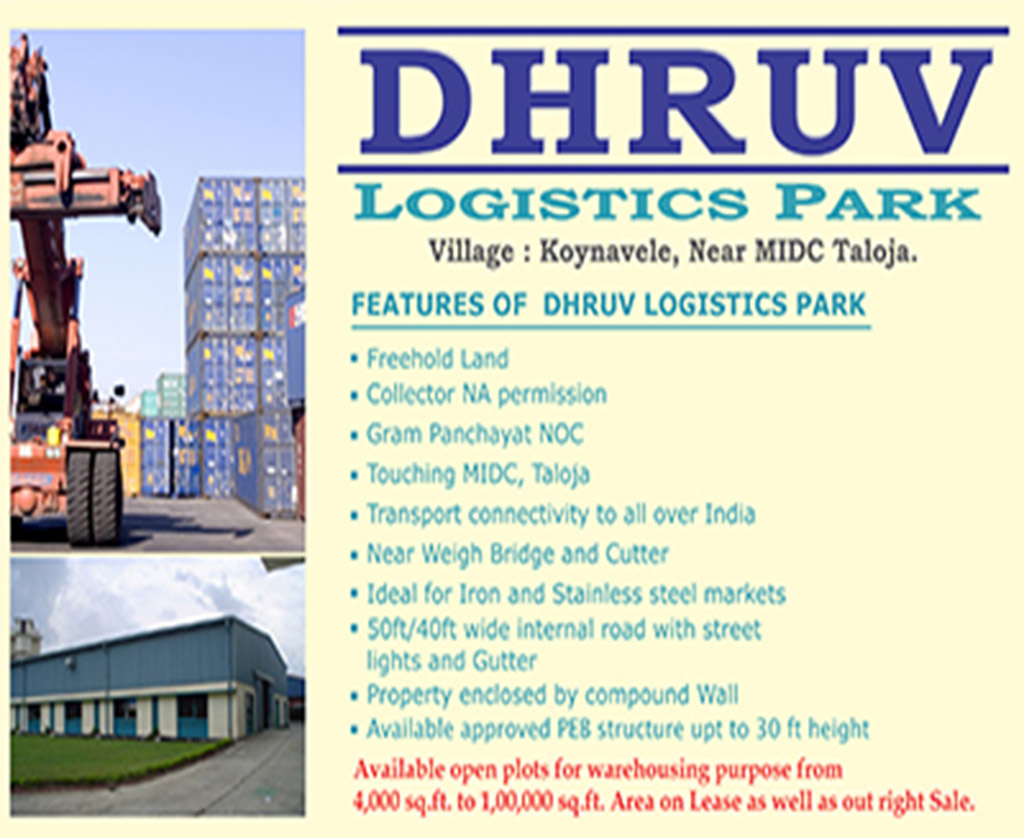 DHRUV
LOGISTICS PARK
Village : Koynavele, Near MIDC Taloja.
FEATURES OF DHRUV LOGISTICS PARK
▪ Freehold Land
▪ Collector NA permission
▪ Gram Panchayat NOC
▪ Touching MIDC, Taloja
▪ Transport connectivity to all over India
▪ Near Weigh Bridge and Cutter
▪ Ideal for Iron and Stainless steel markets
▪ 50ft/40ft wide internal road with street
lights and Gutter
▪ Property enclosed by compound Wall
▪ Available approved PEB structure upt to 30 ft height
Available open plots for warehousing purpose from
4,000 sq.ft. to 1,00,000 sq.ft. Area on Lease as well as out right Sale.